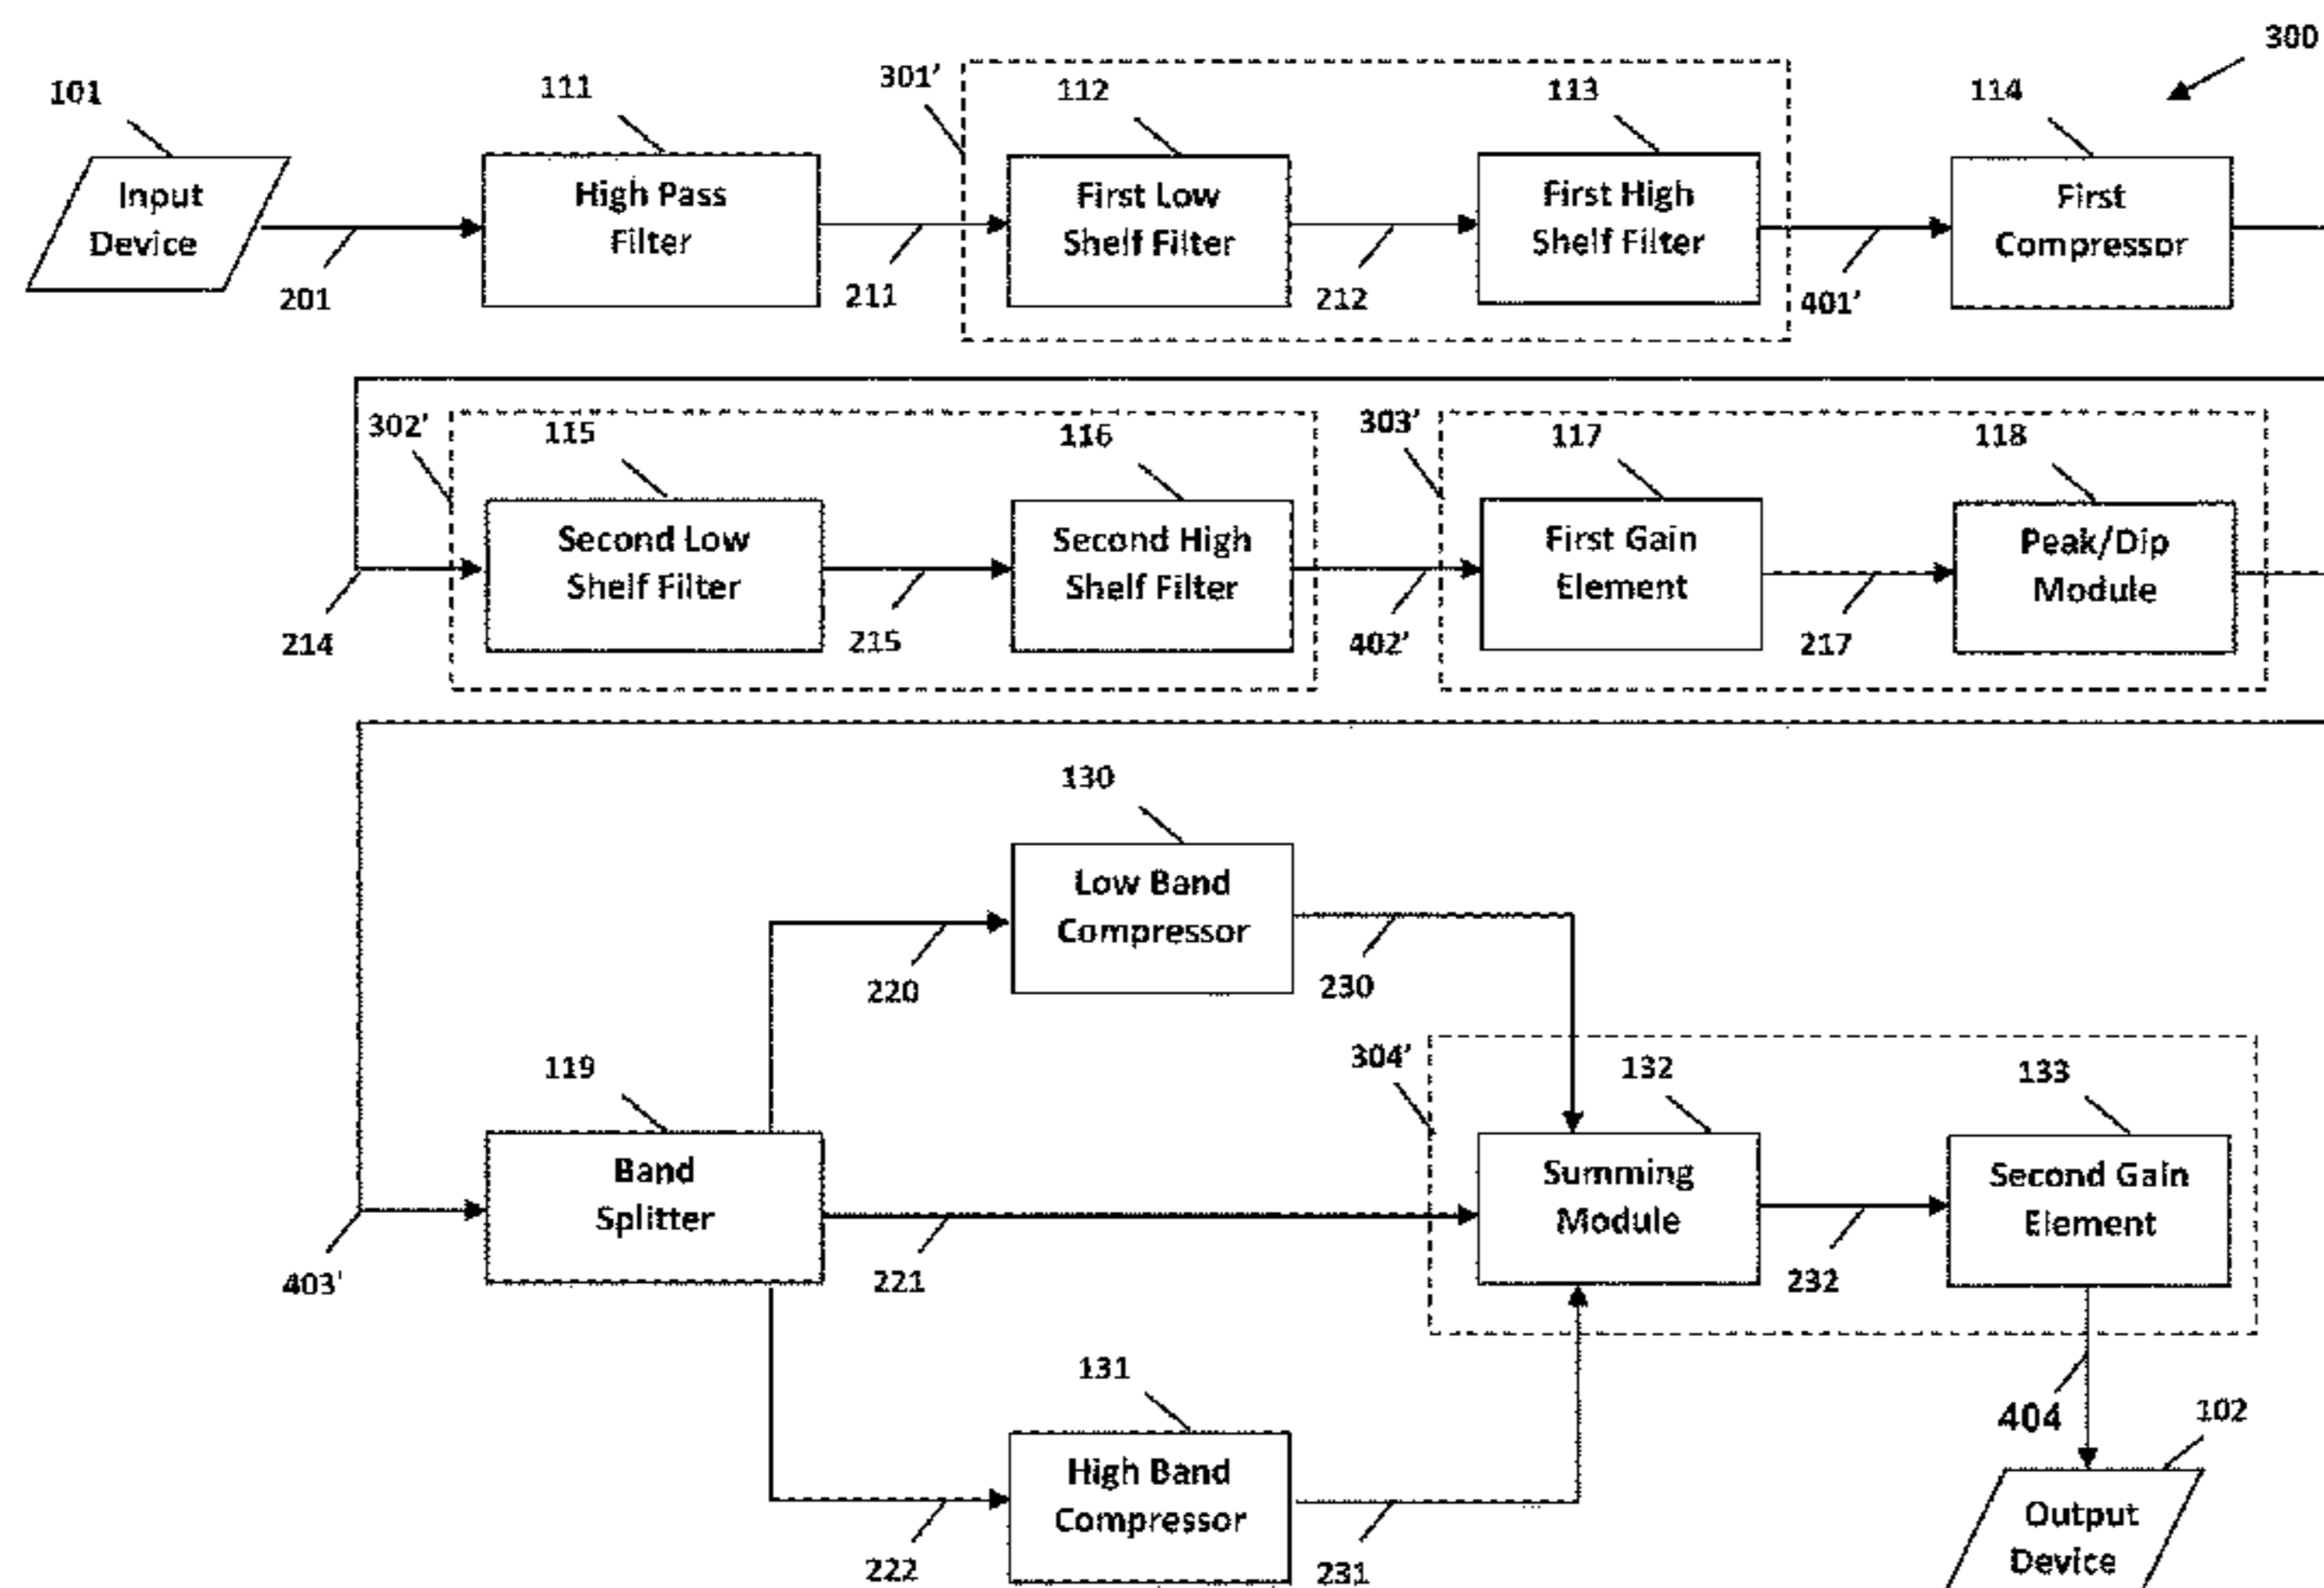 300
101
111
301'
112
113
114
Input
Device
High Pass
Filter
First Low
Shelf Filter
First High
Shelf Filter
First
Compressor
201
211
212
401'
302'
115
116
303'
117
118
Second Low
Shelf Filter
Second High
Shelf Filter
First Gain
Element
Peak/Dip
Module
214
215
402'
217
130
Low Band
Compressor
220
230
119
304'
132
133
Band
Splitter
Summing
Module
Second Gain
Element
403'
221
232
131
404
102
High Band
Compressor
Output
Device
222
231